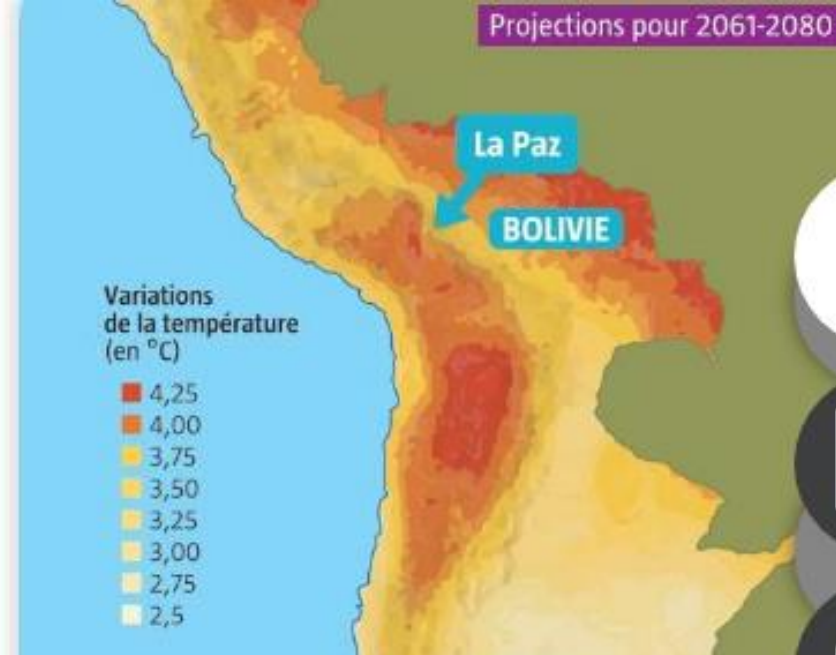 Projections pour 2061-2080
La Paz
BOLIVIE
Variations
de la température
(en °C)
4,25
4,00
3,75
3,50
3,25
3,00
2,75
2,5